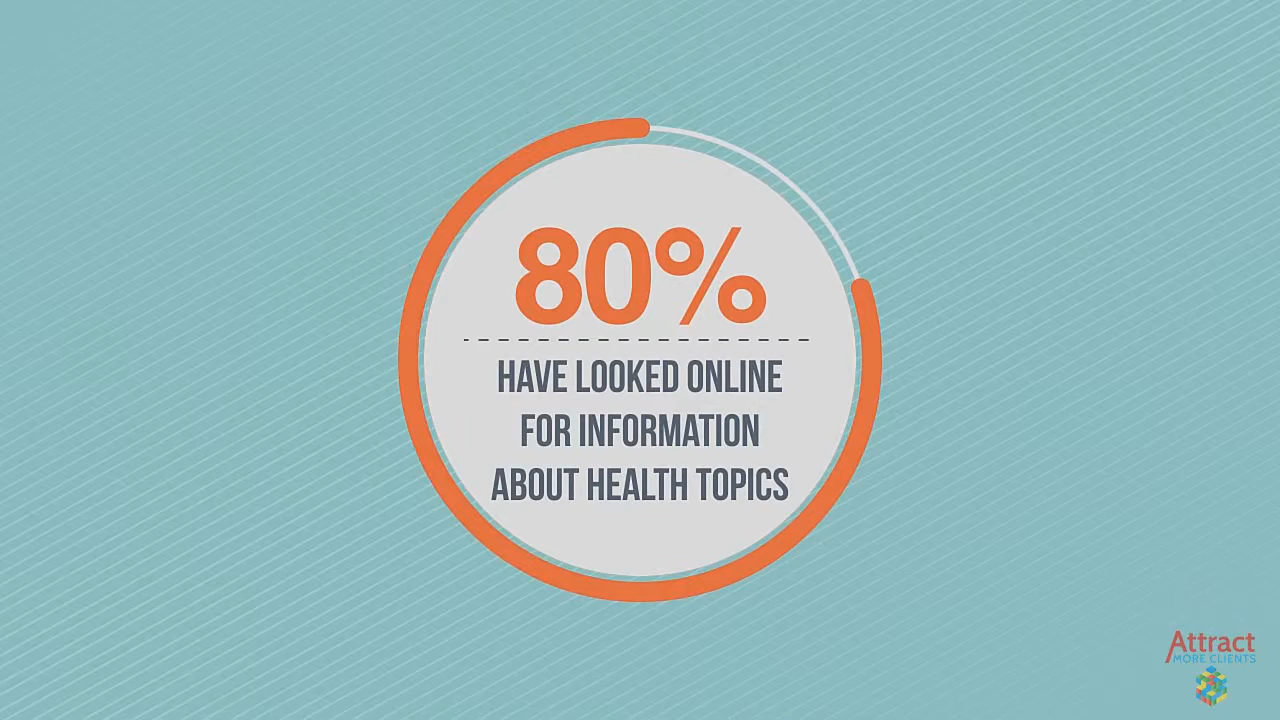 80%
HAVE LOOKED ONLINE
FOR INFORMATION
ABOUT HEALTH TOPICS
Attract
MORE CLIENTS